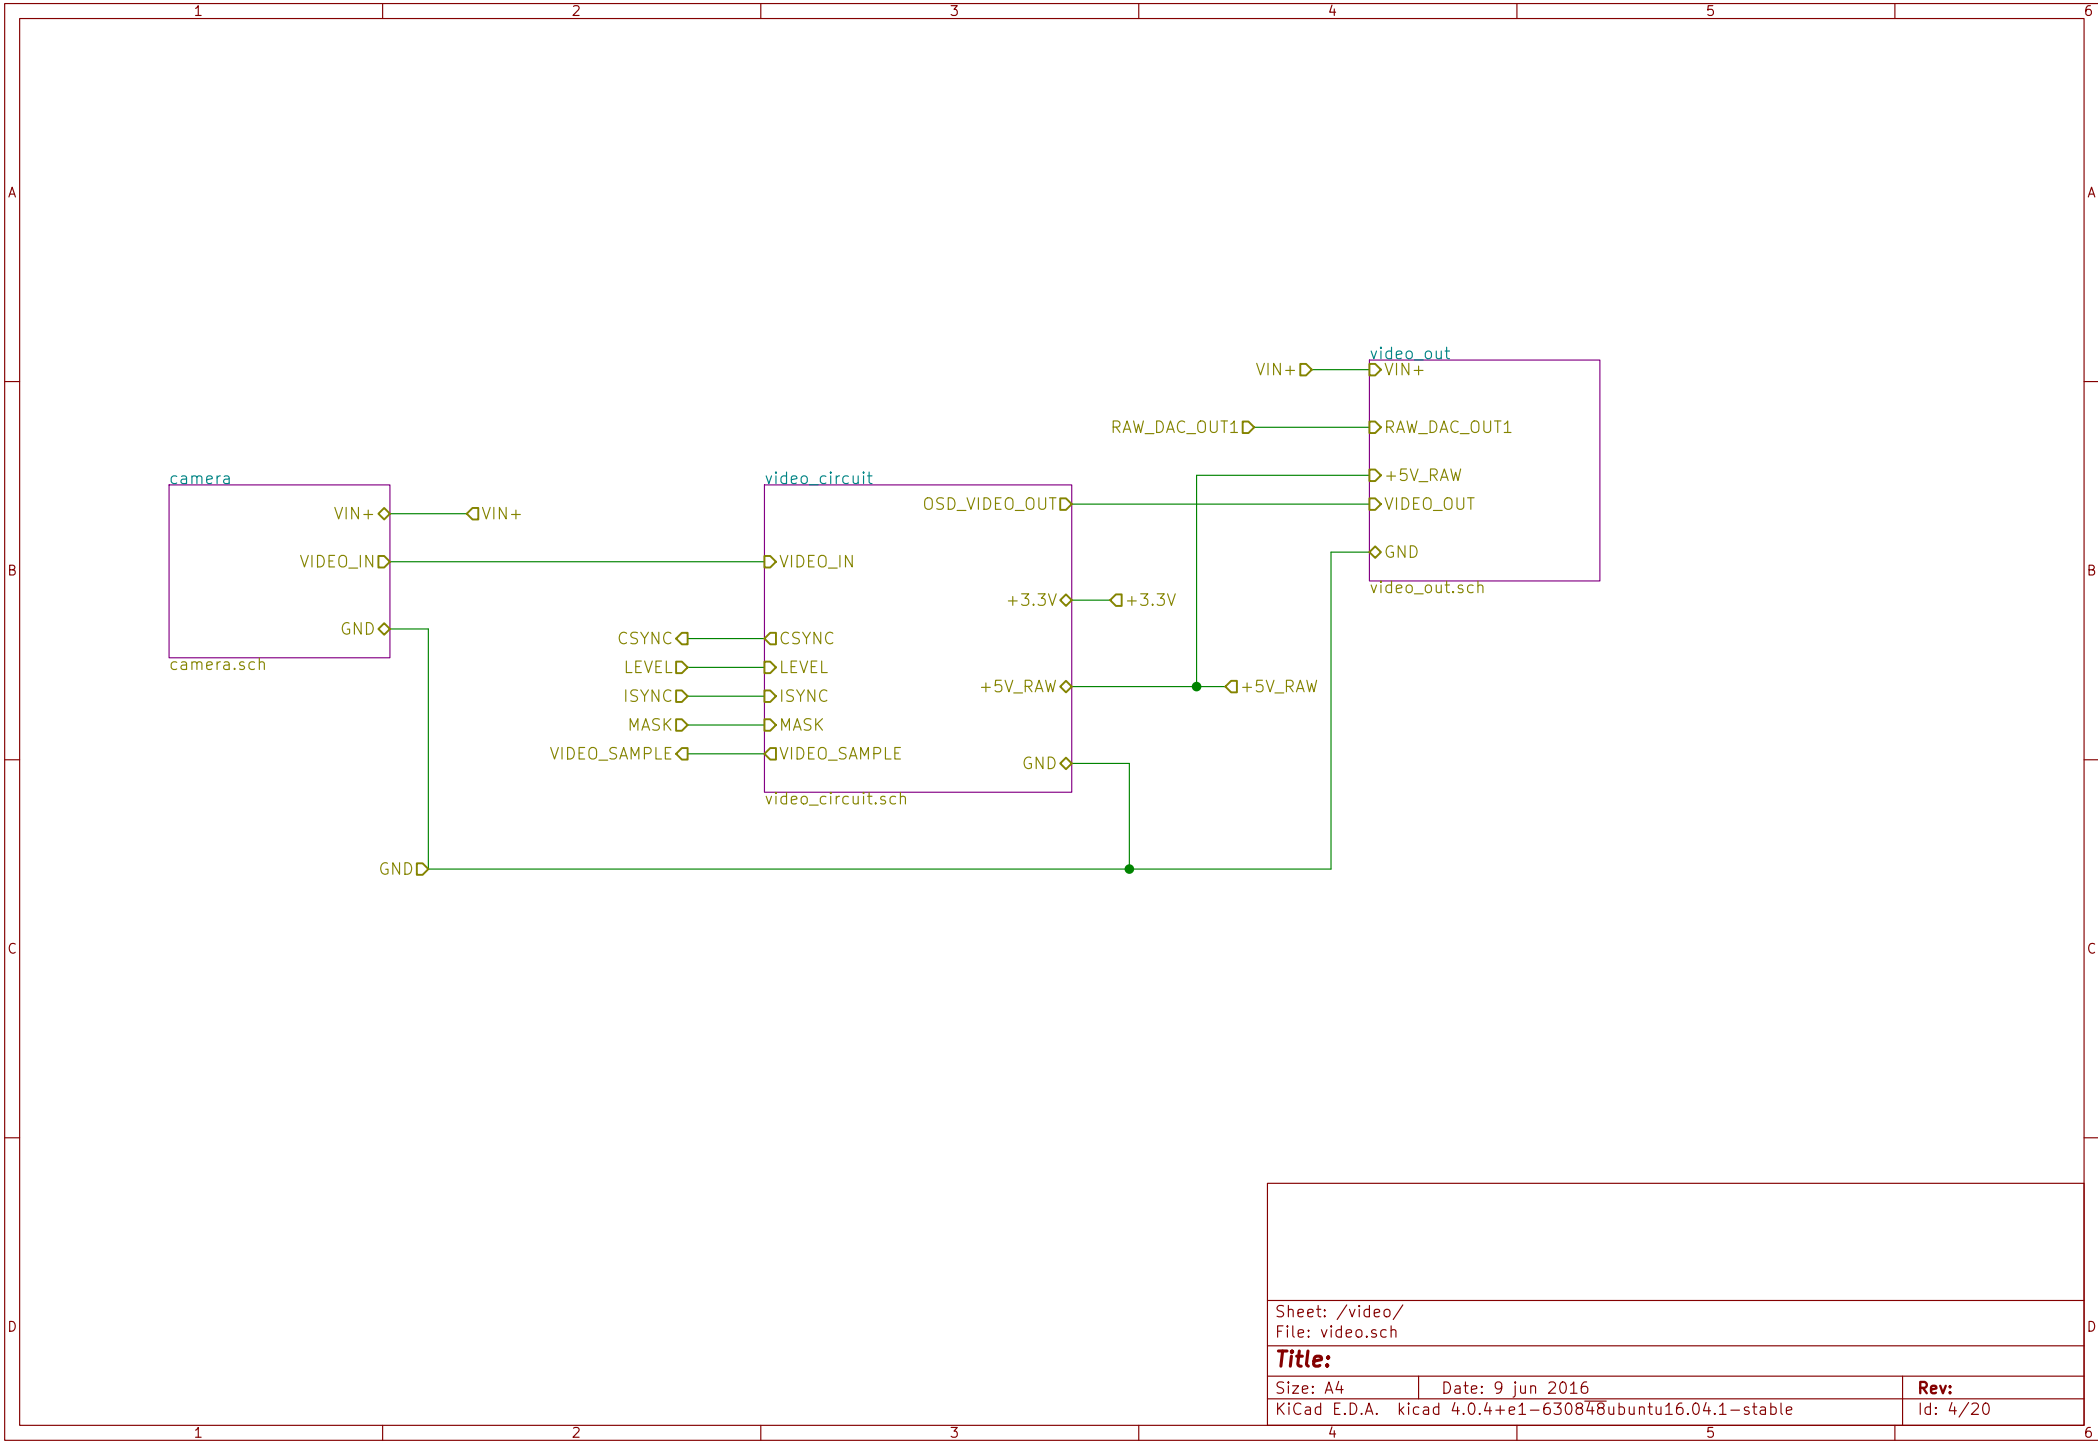 1 2 3 4 5 6
A A
video_out
VIN+ VIN+
RAW_DAC_OUT1 RAW_DAC_OUT1
+5V_RAW
camera video_circuit
OSD_VIDEO_OUT VIDEO_OUT
VIN+ VIN+
GND
VIDEO_IN VIDEO_IN
B B
video_out.sch
+3.3V +3.3V
GND
CSYNC CSYNC
camera.sch
LEVEL LEVEL
+5V_RAW +5V_RAW
ISYNC ISYNC
MASK MASK
VIDEO_SAMPLE VIDEO_SAMPLE
GND
video_circuit.sch
GND
C C
Sheet: /video/
File: video.sch
D D
Title:
Size: A4 Date: 9 jun 2016 Rev:
KiCad E.D.A. kicad 4.0.4+e1-630848ubuntu16.04.1-stable Id: 4/20
1 2 3 4 5 6